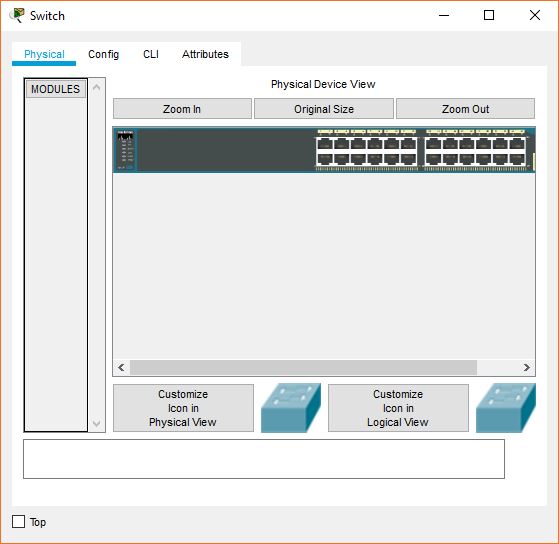 Switch
Physical Config CLI Attributes
MODULES
Physical Device View
Zoom In Original Size Zoom Out
Customize
Icon in
Physical View
Customize
Icon in
Logical View
Top